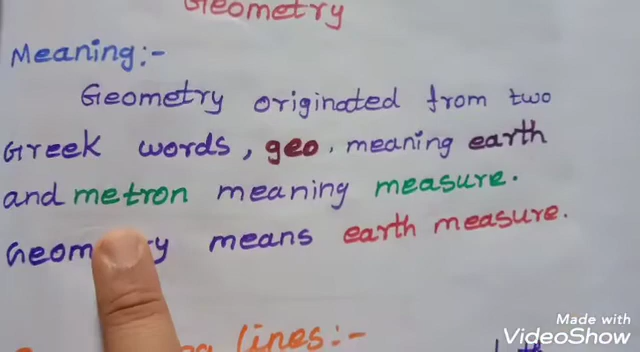 Geometry
Meaning:-
Geometry originated from two
Greek words, geo, meaning earth
and metron meaning measure.
means earth measure.
lines:-
Made with
VideoShow